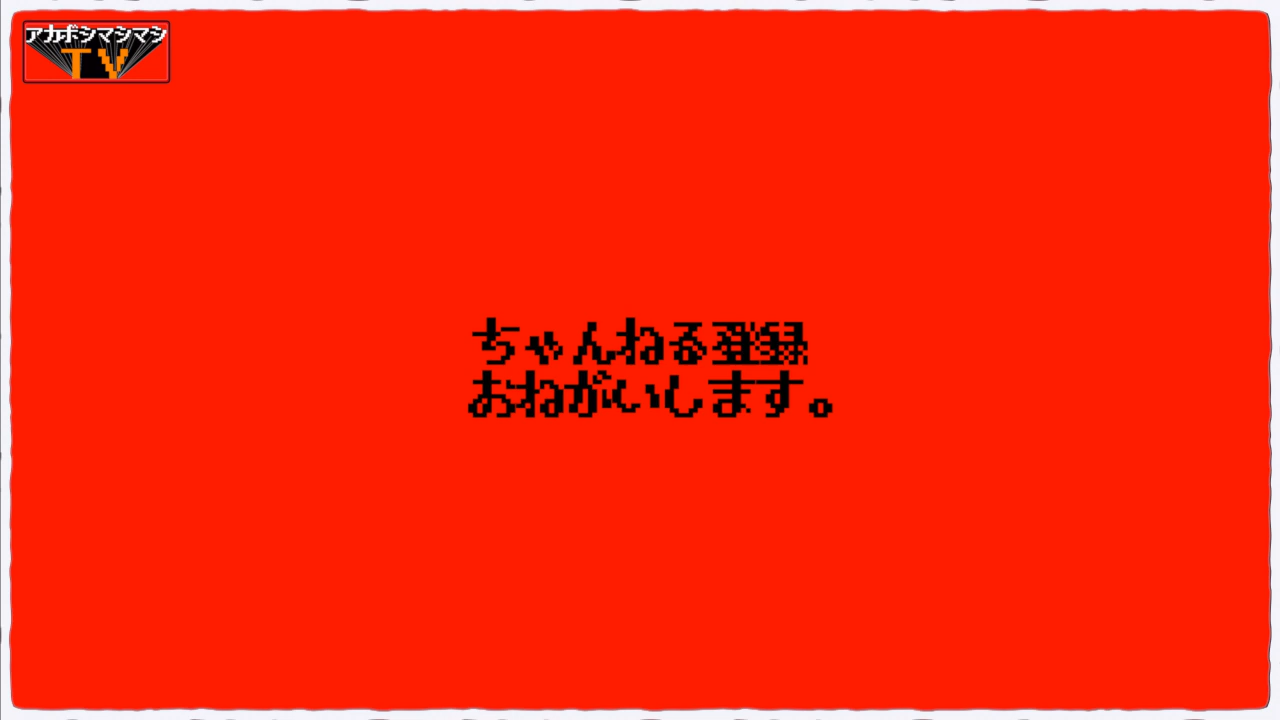 アカボシマシマシ
TV
ちゃんねる登録
おねがいします。